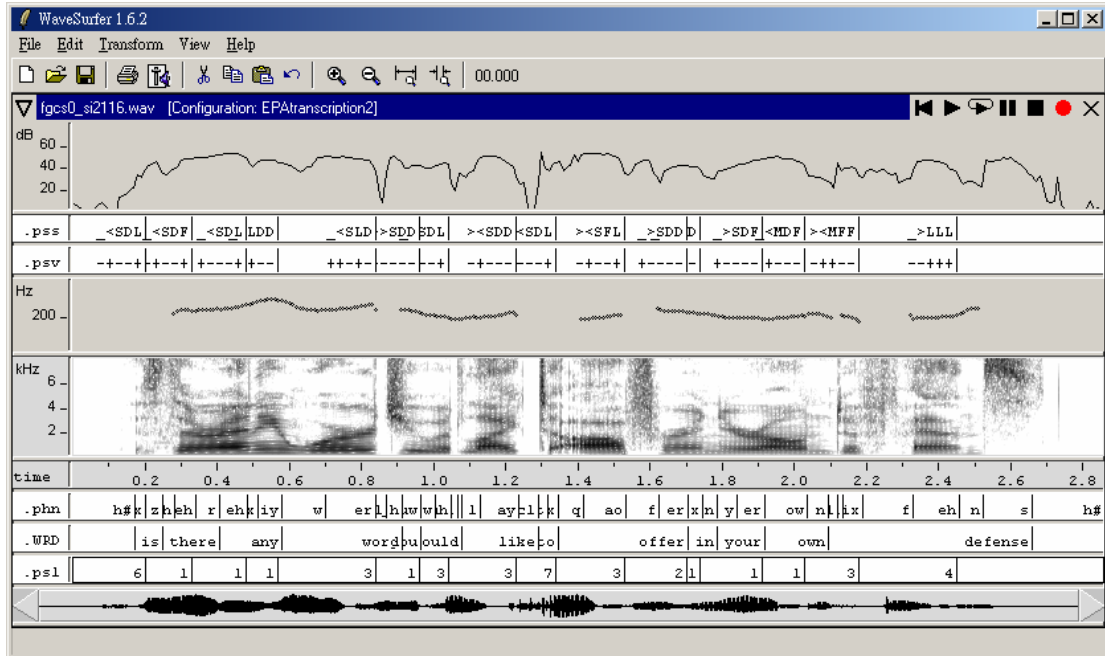 WaveSurfer 1.6.2
File Edit Transform View Help
00.000
fgcs0_si2116.wav [Configuration: EPAtranscription2]
dB
60
40
20
.pss _<SDL _<SDF _<SDL LDD _<SLD >SDD SDL ><SDD <SDL ><SFL _>SDD D _>SDF <MDF ><MFF _>LLL
.psv -+--+ +--+ +----+ +-- ++-+- ---- --+ -+---- ---+ -+--+ +---- - +---- +--- -++-- --+++
Hz
200
kHz
6
4
2
time 0.2 0.4 0.6 0.8 1.0 1.2 1.4 1.6 1.8 2.0 2.2 2.4 2.6 2.8
.phn h# z eh r eh iy w er l ay q ao f er x n y er ow n ix f eh n s h#
.WRD is there any word ould like to offer in your own defense
.psl 6 1 1 1 3 1 3 3 7 3 2 1 1 1 3 4